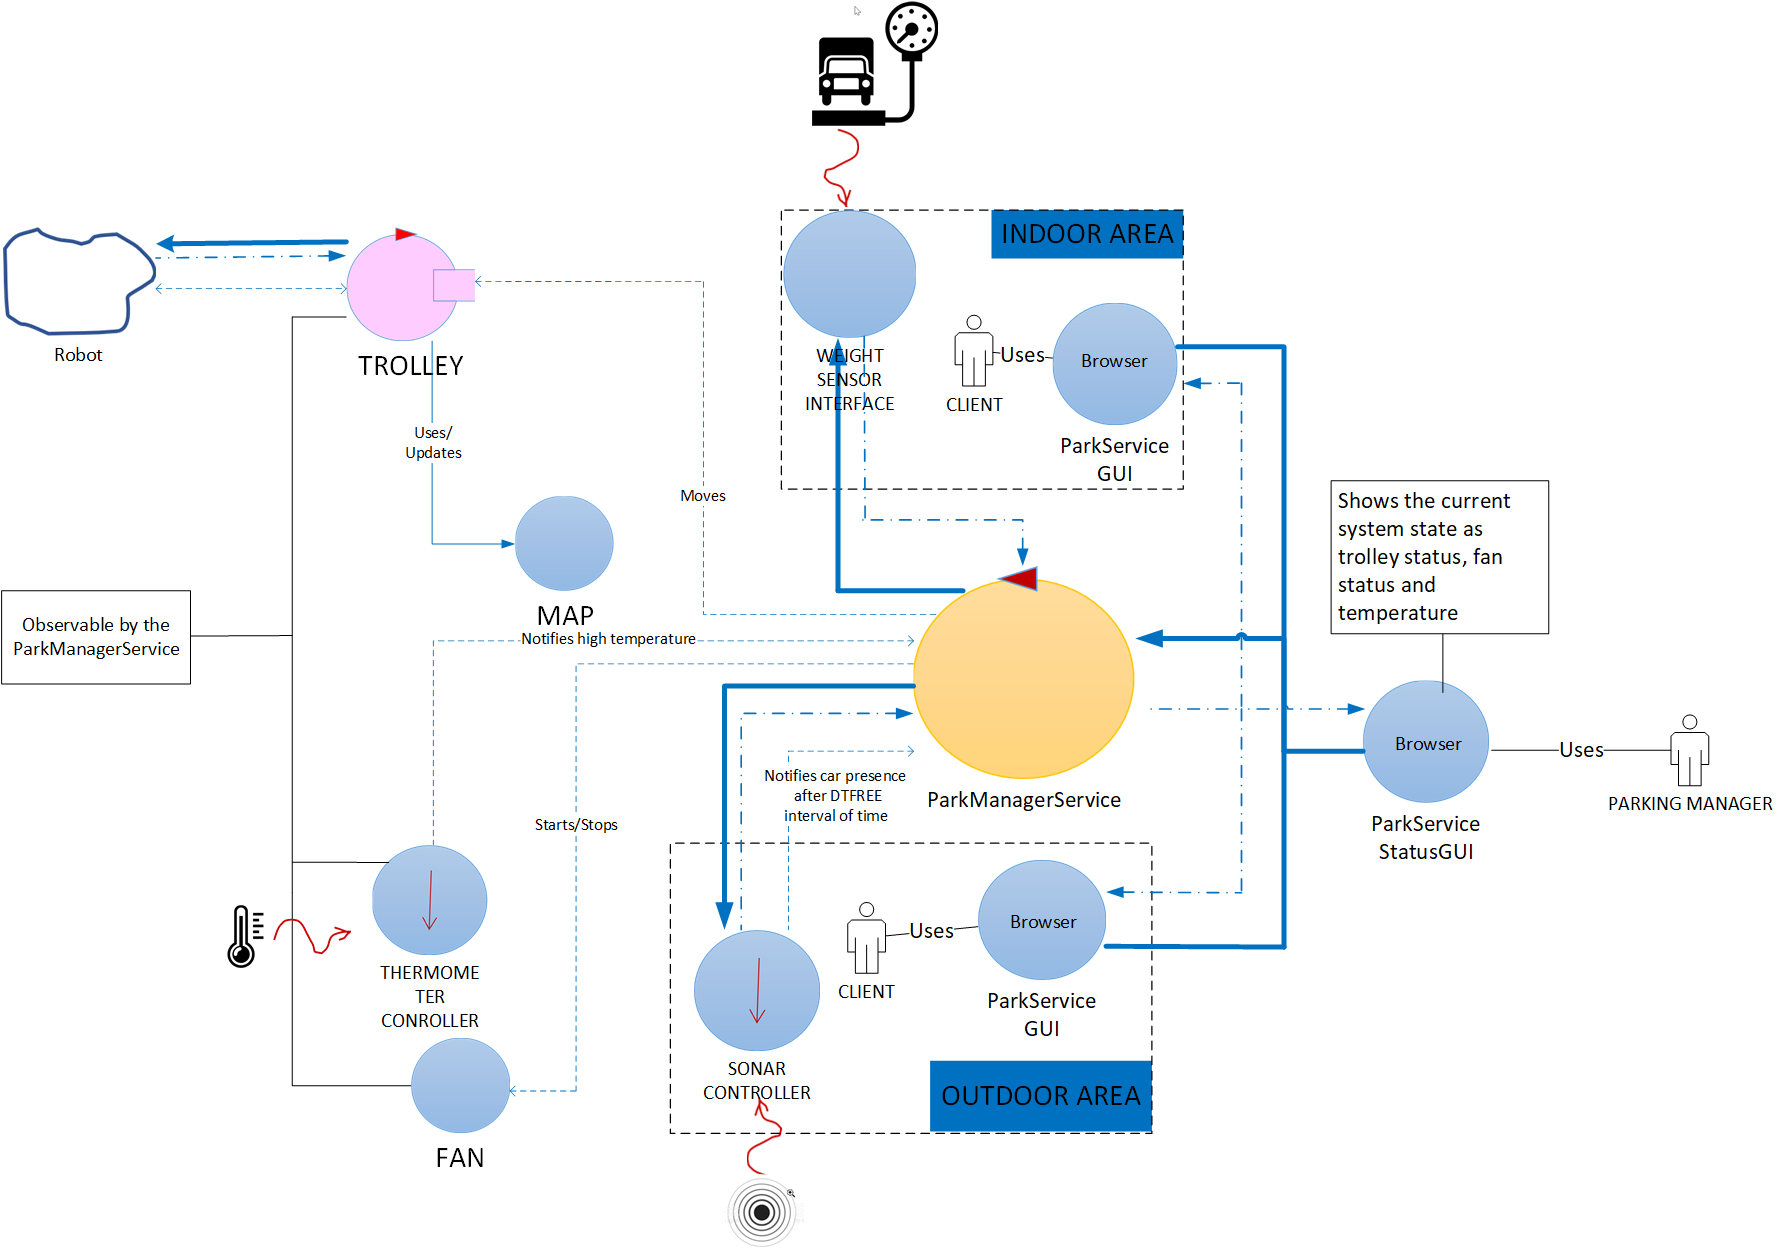 INDOOR AREA
Robot
TROLLEY
WEIGHT
SENSOR
INTERFACE
Uses
CLIENT
Browser
ParkService
GUI
Uses/
Updates
Moves
Shows the current
system state as
trolley status, fan
status and
temperature
MAP
Observable by the
ParkManagerService
Notifies high temperature
Notifies car presence
after DTFREE
interval of time
ParkManagerService
Starts/Stops
Browser
Uses
PARKING MANAGER
ParkService
StatusGUI
THERMOME
TER
CONROLLER
Browser
Uses
CLIENT
ParkService
GUI
SONAR
CONTROLLER
OUTDOOR AREA
FAN